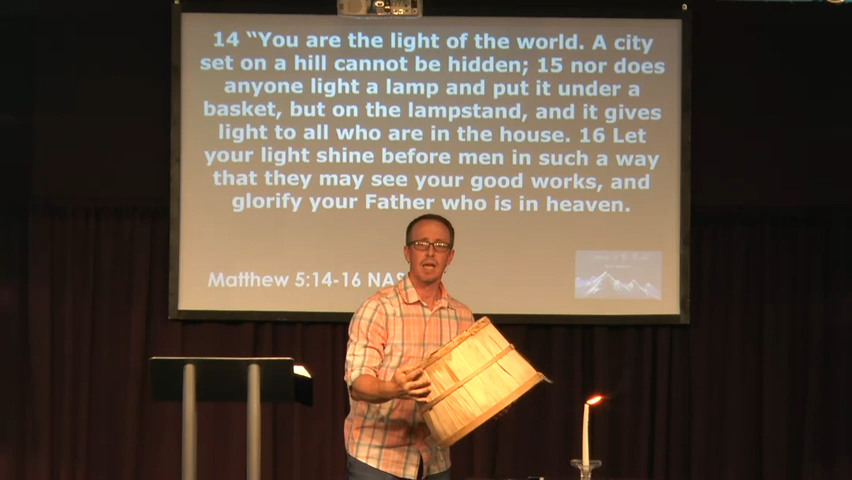 14 “You are the light of the world. A city
set on a hill cannot be hidden; 15 nor does
anyone light a lamp and put it under a
basket, but on the lampstand, and it gives
light to all who are in the house. 16 Let
your light shine before men in such a way
that they may see your good works, and
glorify your Father who is in heaven.
Matthew 5:14-16 NAS